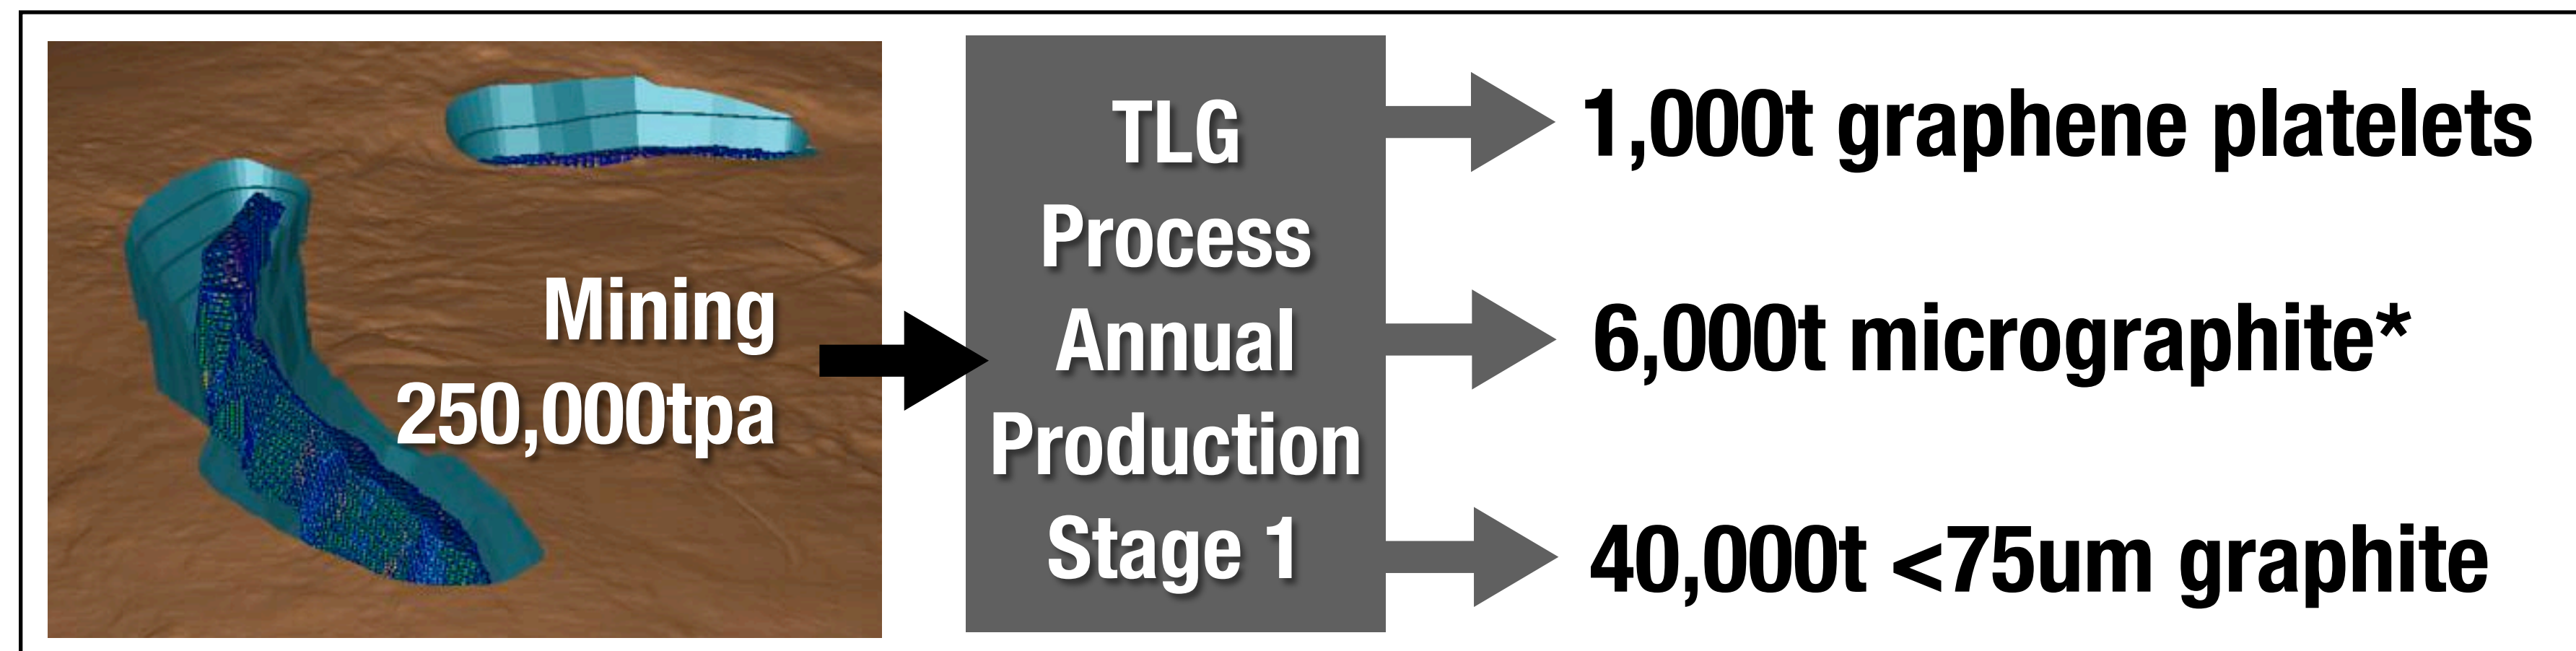 Mining
250,000tpa
TLG
Process
Annual
Production
Stage 1
1,000t graphene platelets
6,000t micrographite*
40,000t <75um graphite